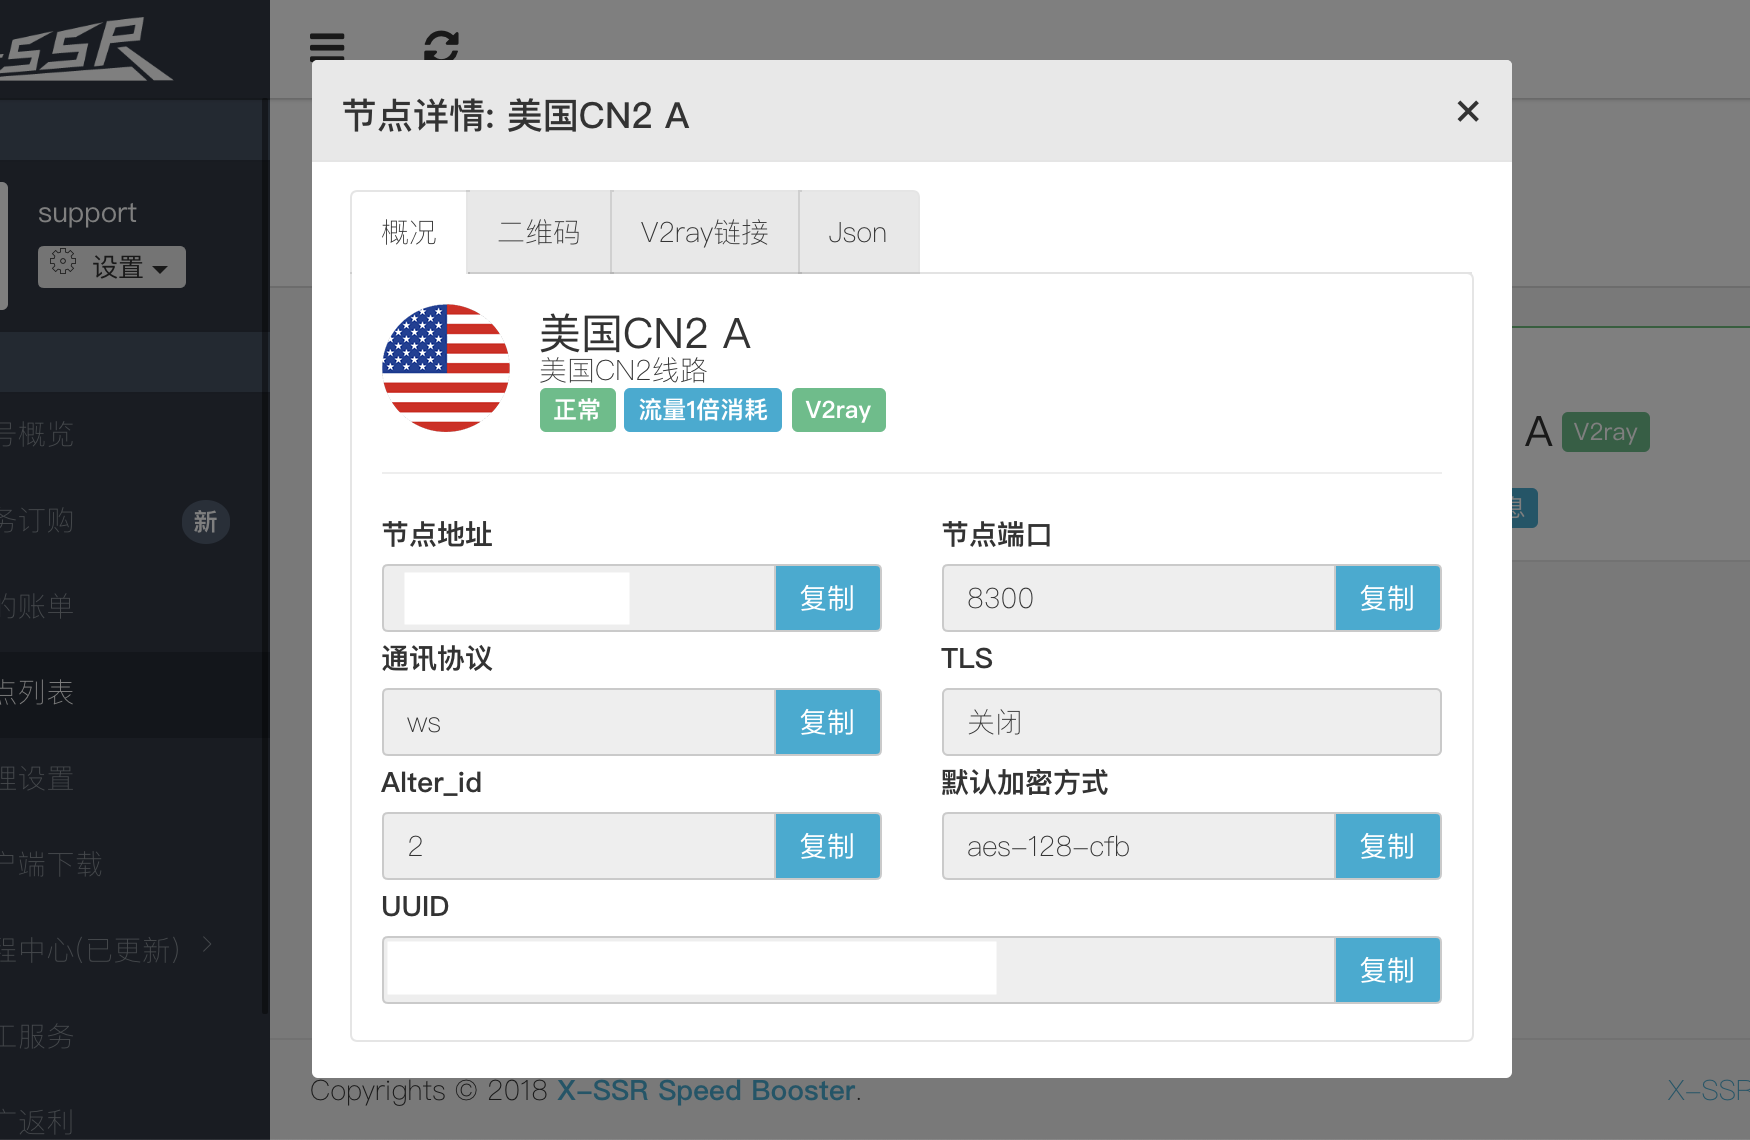 SSR
节点详情: 美国CN2 A
×
support
设置
概况 二维码 V2ray链接 Json
美国CN2 A
美国CN2线路
正常 流量1倍消耗 V2ray
A V2ray
息
号概览
务订购 新
的账单
点列表
理设置
户端下载
程中心(已更新)
工服务
广返利
节点地址 节点端口
复制 8300 复制
通讯协议 TLS
ws 复制 关闭
Alter_id 默认加密方式
2 复制 aes-128-cfb 复制
UUID
复制
Copyrights © 2018 X-SSR Speed Booster.
X-SSR